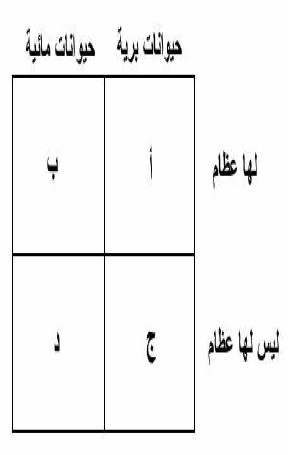 حيوانات برية حيوانات مائية
لها عظام أ ب
ليس لها عظام ج د